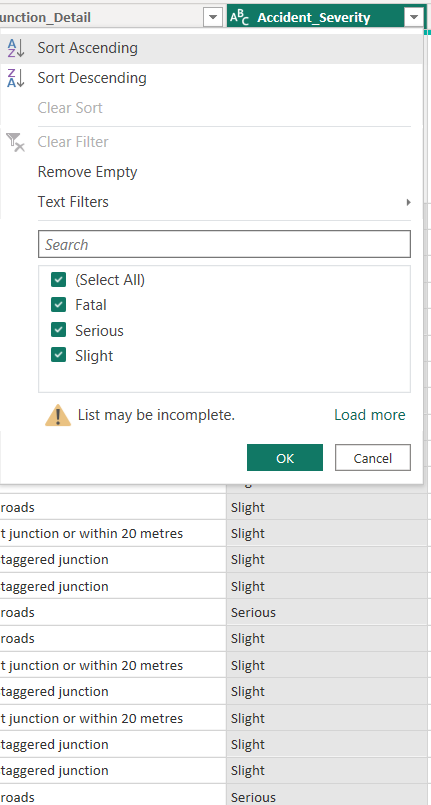 unction_Detail
ABC Accident_Severity
AZ Sort Ascending
ZA Sort Descending
Clear Sort
Clear Filter
Remove Empty
Text Filters
Search
(Select All)
Fatal
Serious
Slight
List may be incomplete. Load more
OK Cancel
roads Slight
t junction or within 20 metres Slight
taggered junction Slight
taggered junction Slight
roads Serious
roads Slight
t junction or within 20 metres Slight
taggered junction Slight
t junction or within 20 metres Slight
taggered junction Slight
taggered junction Slight
roads Serious